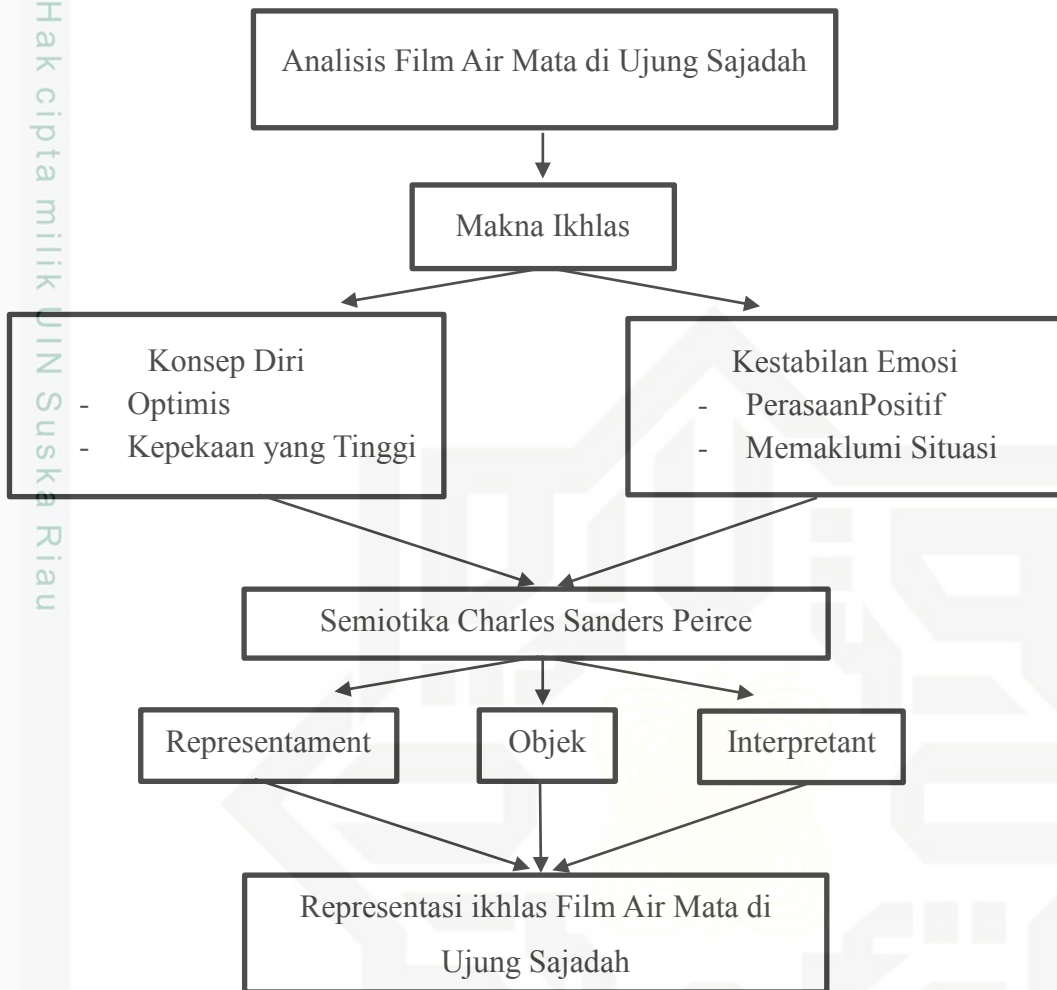 Hak cipta milik UIN Suska Riau
Analisis Film Air Mata di Ujung Sajadah
Makna Ikhlas
Konsep Diri
- Optimis
- Kepekaan yang Tinggi
Kestabilan Emosi
- PerasaanPositif
- Memaklumi Situasi
Semiotika Charles Sanders Peirce
Representament
Objek
Interpretant
Representasi ikhlas Film Air Mata di
Ujung Sajadah